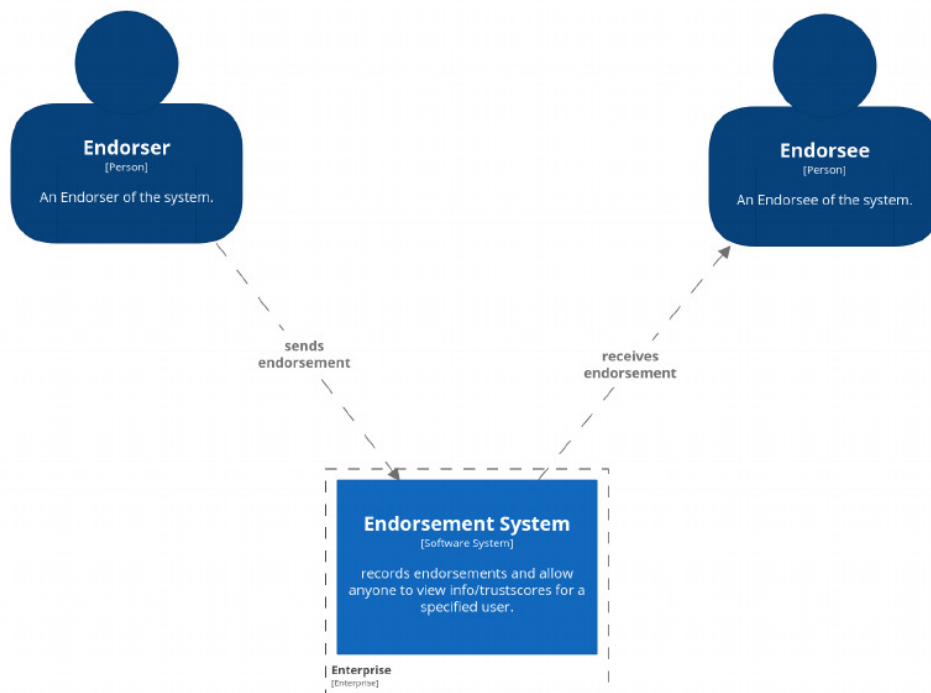 Endorser
[Person]
An Endorser of the system.
Endorsee
[Person]
An Endorsee of the system.
sends
endorsement
receives
endorsement
Endorsement System
[Software System]
records endorsements and allow
anyone to view info/trustscores for a
specified user.
Enterprise
[Enterprise]